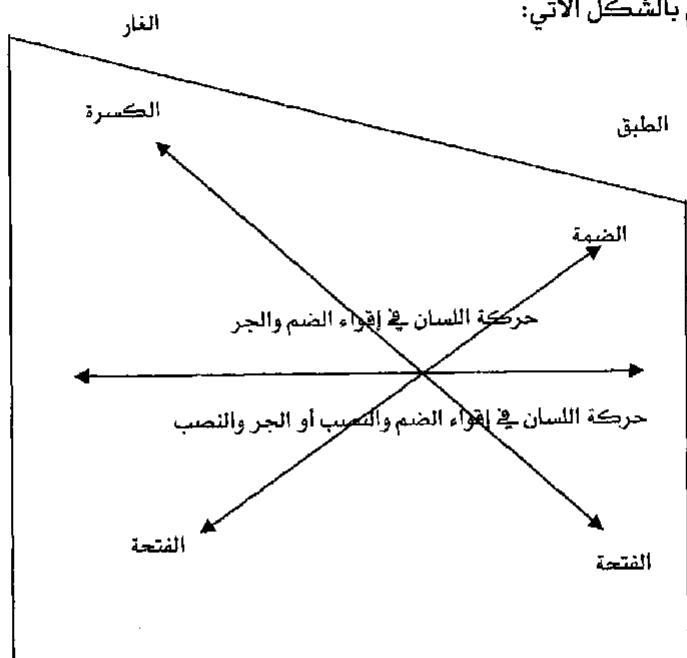 بالشكل الآتي:
الغار
الكسرة
الطبق
الضمة
حركة اللسان في إقواء الضم والجر
حركة اللسان في إقواء الضم والنصب أو الجر والنصب
الفتحة
الفتحة